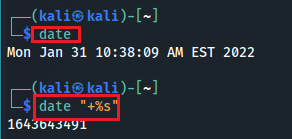 ┌──(kali㉿kali)-[~]
└─$ date
Mon Jan 31 10:38:09 AM EST 2022
┌──(kali㉿kali)-[~]
└─$ date "+%s"
1643643491